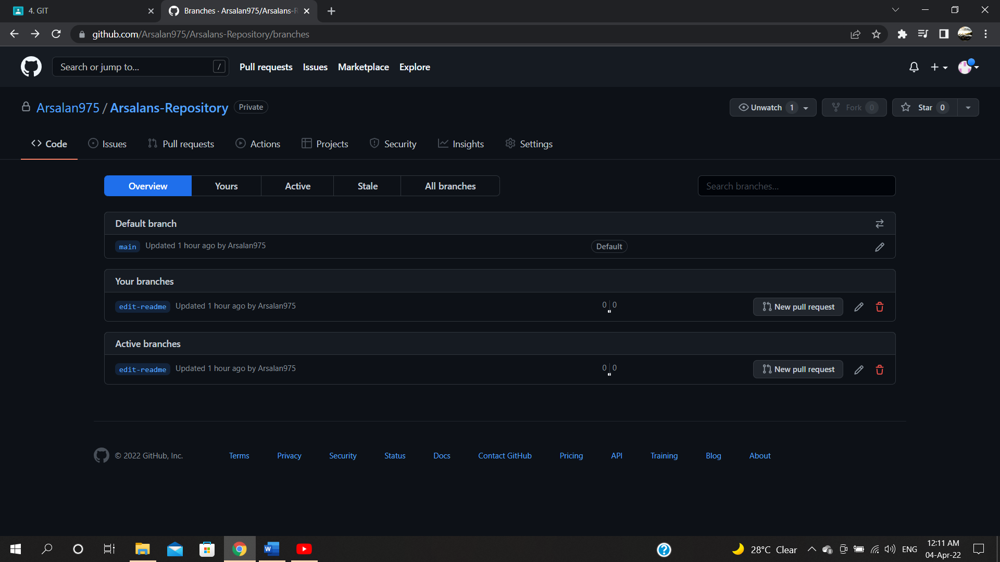 4. GIT
Branches · Arsalan975/Arsalans-R
github.com/Arsalan975/Arsalans-Repository/branches
Search or jump to... /
Pull requests Issues Marketplace Explore
Arsalan975 / Arsalans-Repository Private
Unwatch 1 Fork 0 Star 0
Code Issues Pull requests Actions Projects Security Insights Settings
Overview Yours Active Stale All branches Search branches...
Default branch
main Updated 1 hour ago by Arsalan975 Default
Your branches
edit-readme Updated 1 hour ago by Arsalan975 0 0 New pull request
Active branches
edit-readme Updated 1 hour ago by Arsalan975 0 0 New pull request
© 2022 GitHub, Inc. Terms Privacy Security Status Docs Contact GitHub Pricing API Training Blog About
28°C Clear ENG 12:11 AM
04-Apr-22